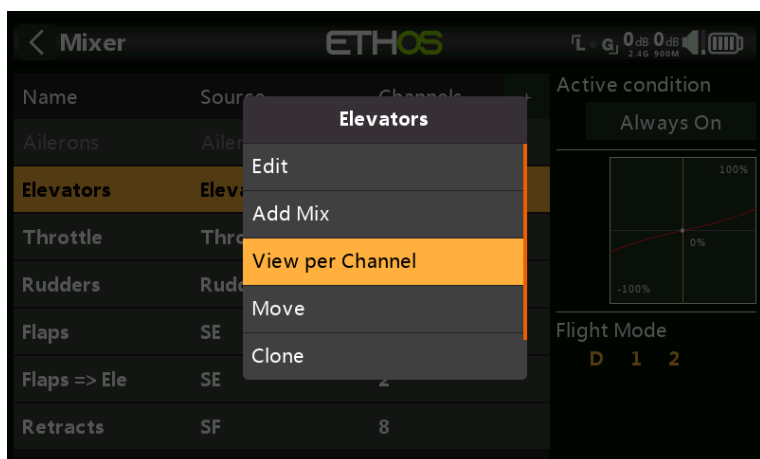 Mixer
ETHOS
L G 0dB 0dB
2.4G 900M
Name Source Channels +
Active condition
Always On
Ailerons
Elevators
Throttle
Rudders
Flaps SE
Flaps => Ele SE 2
Retracts SF 8
Elevators
Edit
Add Mix
View per Channel
Move
Clone
100%
0%
-100%
Flight Mode
D 1 2